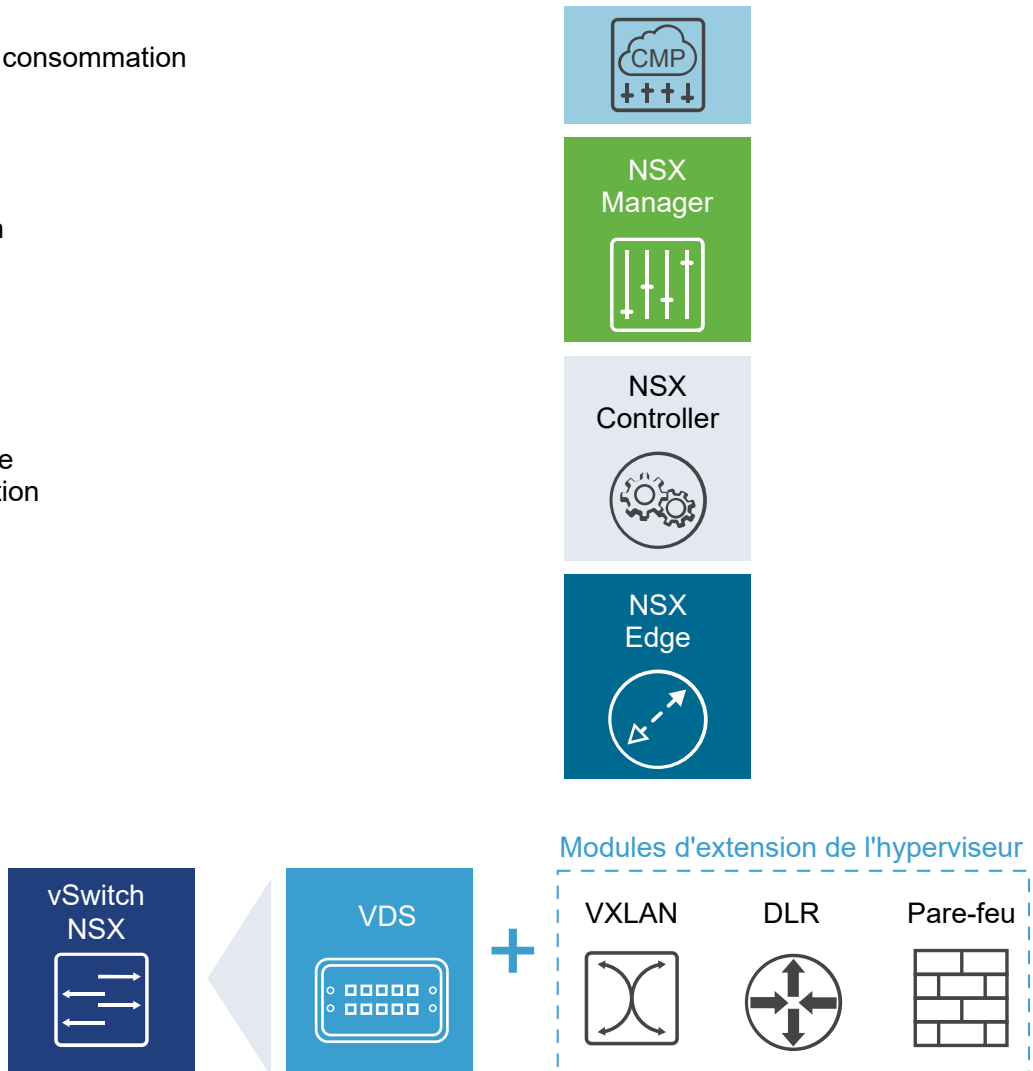 consommation
CMP
NSX
Manager
n
NSX
Controller
e
tion
NSX
Edge
Modules d'extension de l'hyperviseur
vSwitch
NSX
VDS
+
VXLAN
DLR
Pare-feu